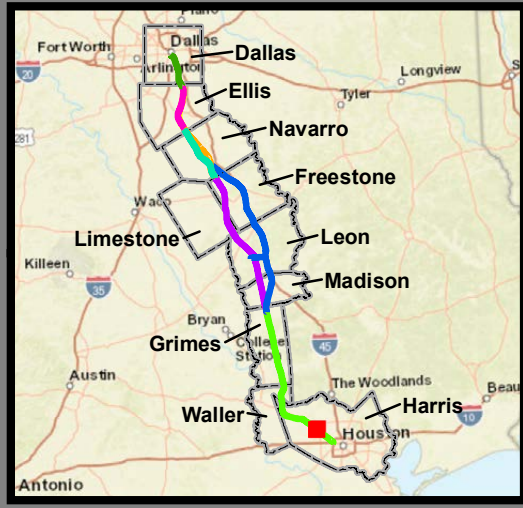 Plano
Fort Worth
Dallas
Dallas
Arlington
20
Longview
Ellis
Tyler
281
Navarro
Freestone
Waco
Limestone
Leon
Killeen
Madison
35
Bryan
Grimes
College
Station
45
Austin
The Woodlands
Waller
Harris
Beau
10
Houston
Antonio